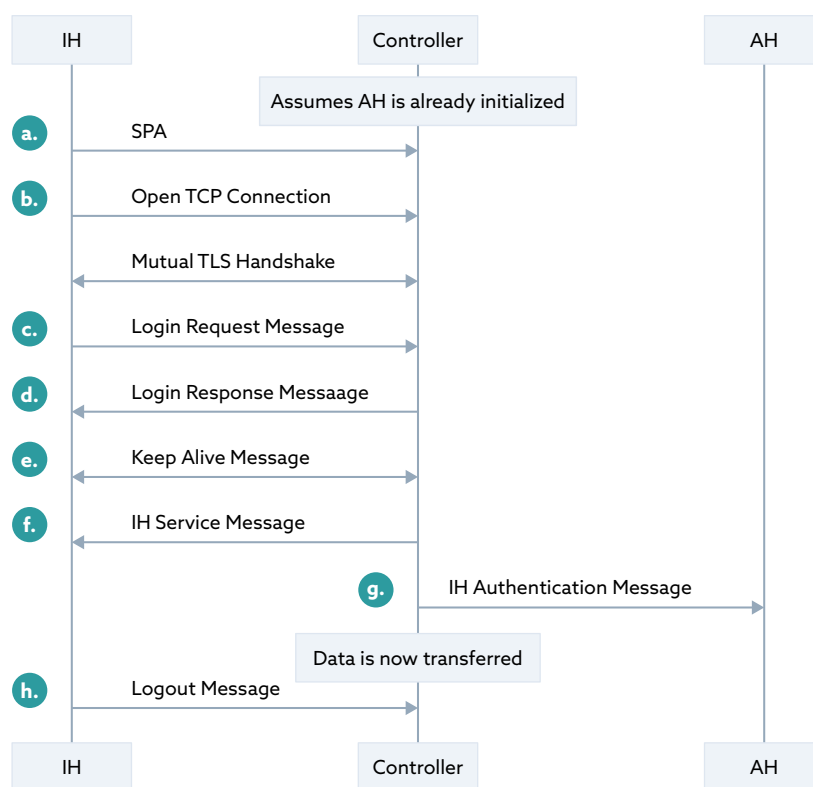 IH
Controller
AH
Assumes AH is already initialized
a.
SPA
b.
Open TCP Connection
Mutual TLS Handshake
c.
Login Request Message
d.
Login Response Messaage
e.
Keep Alive Message
f.
IH Service Message
g.
IH Authentication Message
Data is now transferred
h.
Logout Message
IH
Controller
AH